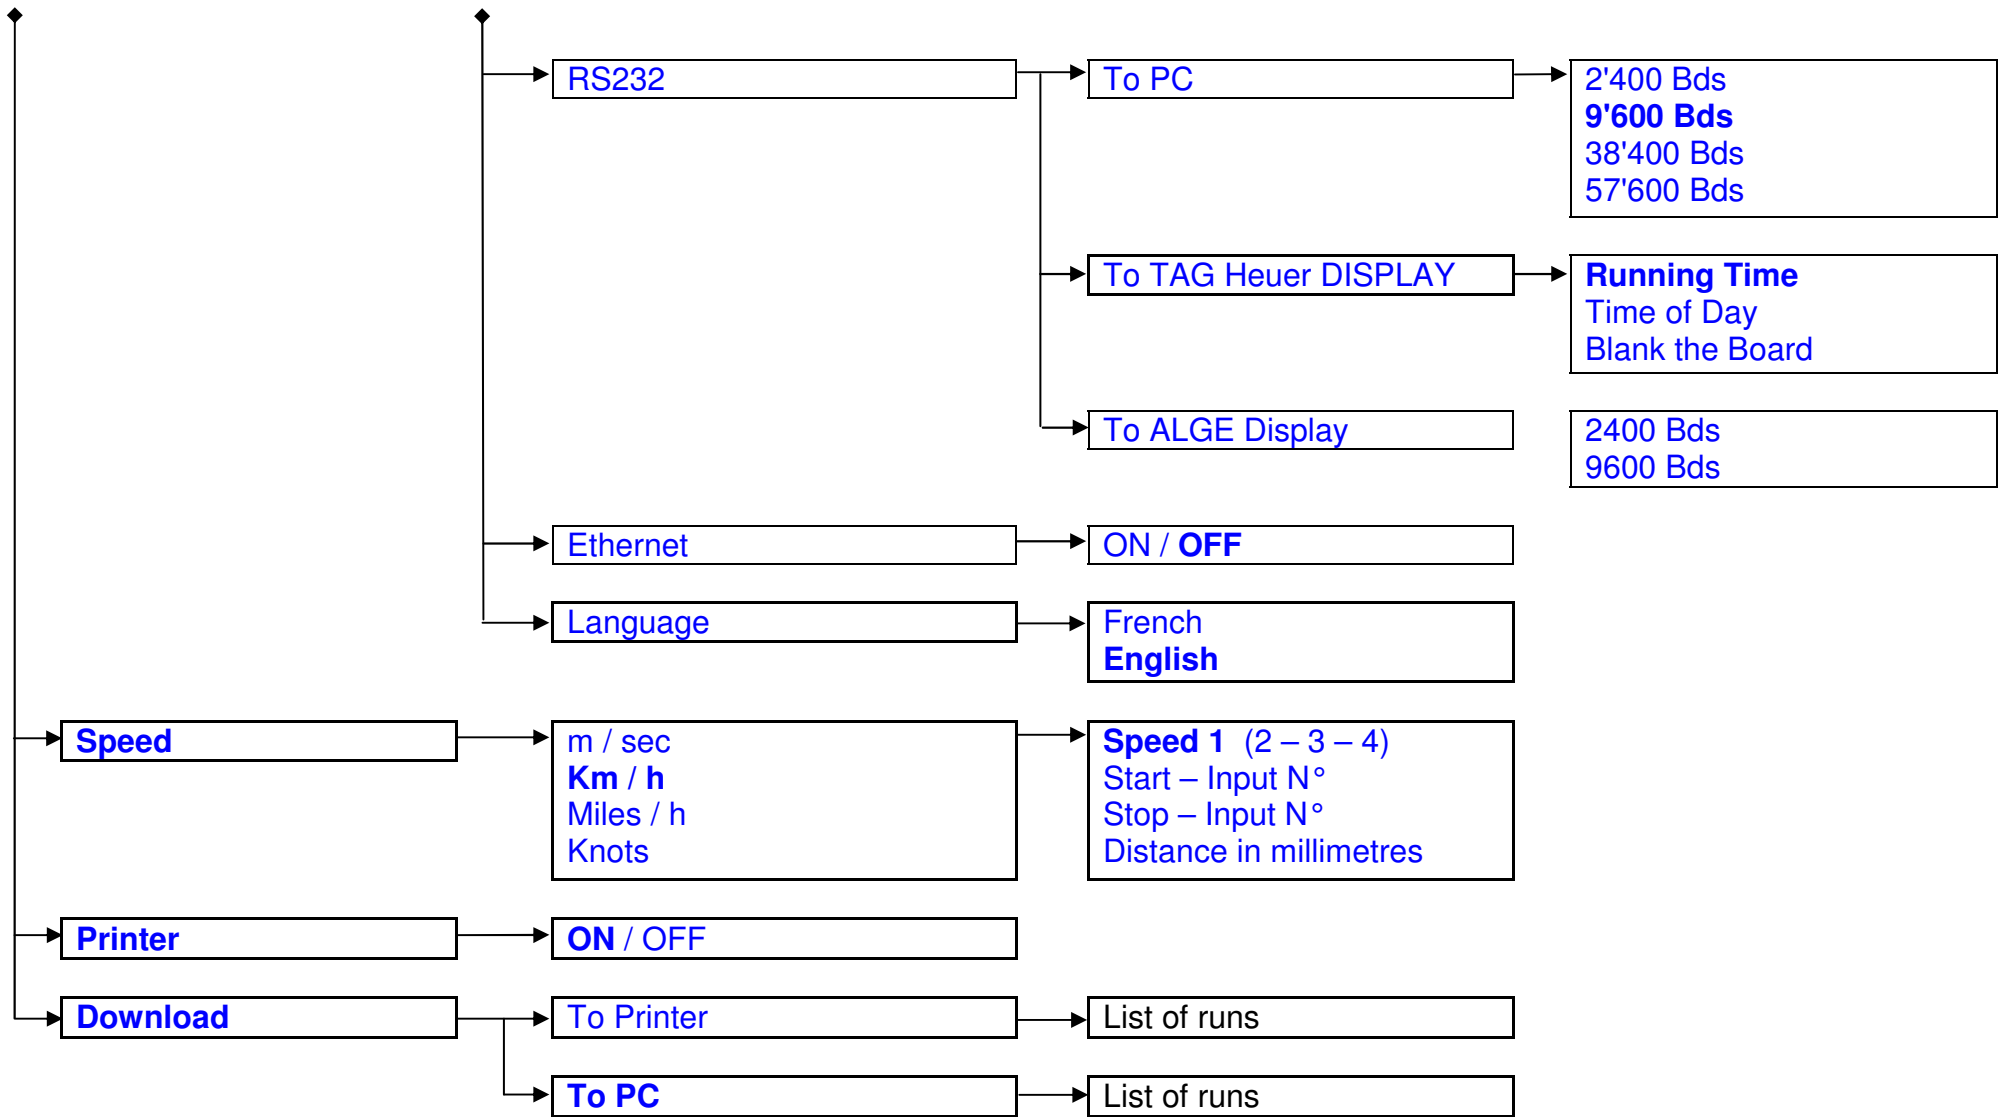 RS232
To PC
2'400 Bds
9'600 Bds
38'400 Bds
57'600 Bds
To TAG Heuer DISPLAY
Running Time
Time of Day
Blank the Board
To ALGE Display
2400 Bds
9600 Bds
Ethernet
ON / OFF
Language
French
English
Speed
m / sec
Km / h
Miles / h
Knots
Speed 1 (2 – 3 – 4)
Start – Input N°
Stop – Input N°
Distance in millimetres
Printer
ON / OFF
Download
To Printer
List of runs
To PC
List of runs